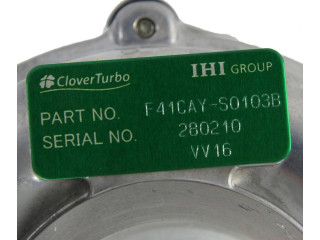 CloverTurbo IHI GROUP
PART NO. F41CAY-S0103B
SERIAL NO. 280210
VV16